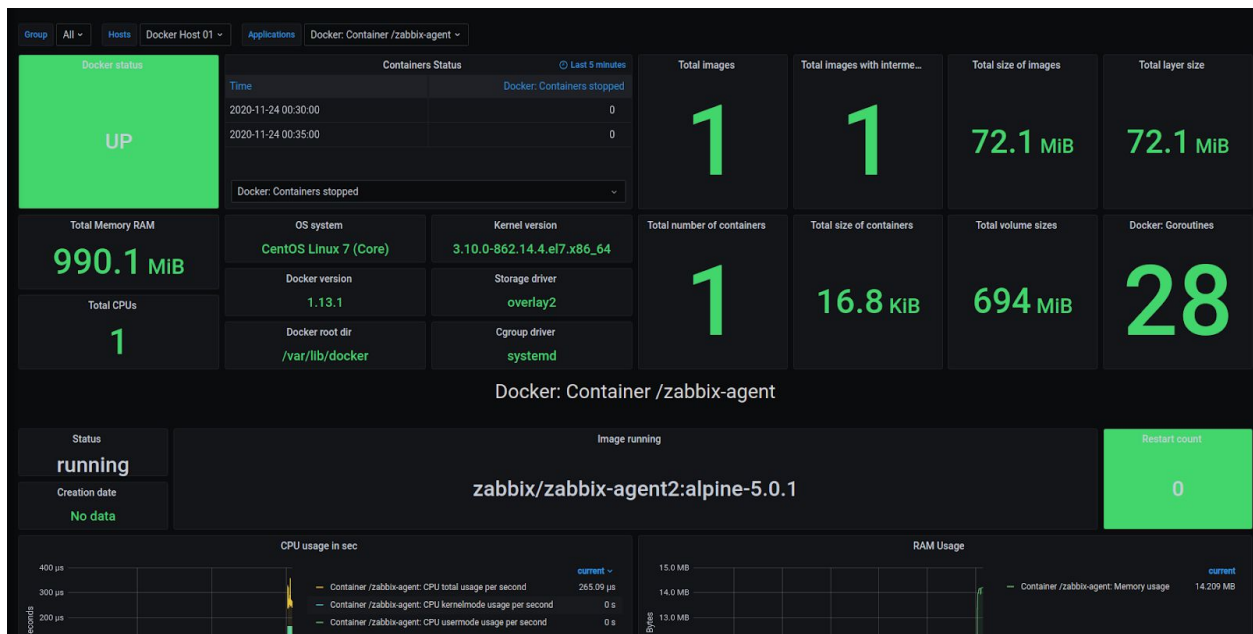 Group All Hosts Docker Host 01 Applications Docker: Container /zabbix-agent
Docker status
UP
Containers Status
Last 5 minutes
Time Docker: Containers stopped
2020-11-24 00:30:00 0
2020-11-24 00:35:00 0
Docker: Containers stopped
Total images
1
Total images with interme...
1
Total size of images
72.1 MiB
Total layer size
72.1 MiB
Total Memory RAM
990.1 MiB
Total CPUs
1
OS system
CentOS Linux 7 (Core)
Kernel version
3.10.0-862.14.4.el7.x86_64
Docker version
1.13.1
Storage driver
overlay2
Docker root dir
/var/lib/docker
Cgroup driver
systemd
Total number of containers
1
Total size of containers
16.8 KiB
Total volume sizes
694 MiB
Docker: Goroutines
28
Docker: Container /zabbix-agent
Status
running
Creation date
No data
Image running
zabbix/zabbix-agent2:alpine-5.0.1
Restart count
0
CPU usage in sec
400 µs
300 µs
200 µs
current
Container /zabbix-agent: CPU total usage per second 265.09 µs
Container /zabbix-agent: CPU kernelmode usage per second 0 s
Container /zabbix-agent: CPU usermode usage per second 0 s
RAM Usage
Bytes
15.0 MB
14.0 MB
13.0 MB
current
Container /zabbix-agent: Memory usage 14.209 MB